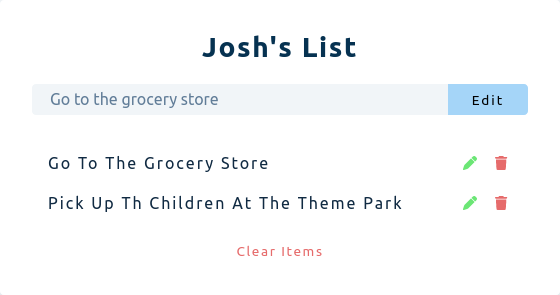 Josh's List
Go to the grocery store
Edit
Go To The Grocery Store
Pick Up Th Children At The Theme Park
Clear Items